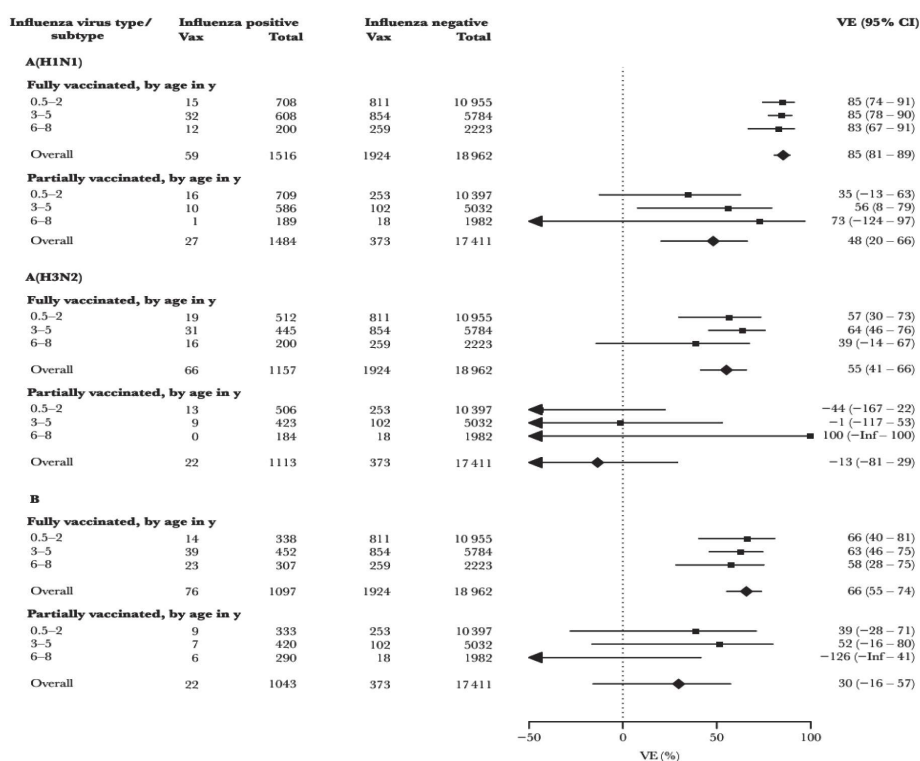 Influenza virus type/ Influenza positive Influenza negative VE (95% CI)
subtype Vax Total Vax Total
A(H1N1)
Fully vaccinated, by age in y
0.5–2 15 708 811 10 955 85 (74 – 91)
3–5 32 608 854 5784 85 (78 – 90)
6–8 12 200 259 2223 83 (67 – 91)
Overall 59 1516 1924 18 962 85 (81 – 89)
Partially vaccinated, by age in y
0.5–2 16 709 253 10 397 35 (−13 – 63)
3–5 10 586 102 5032 56 (8 – 79)
6–8 1 189 18 1982 73 (−124 – 97)
Overall 27 1484 373 17 411 48 (20 – 66)
A(H3N2)
Fully vaccinated, by age in y
0.5–2 19 512 811 10 955 57 (30 – 73)
3–5 31 445 854 5784 64 (46 – 76)
6–8 16 200 259 2223 39 (−14 – 67)
Overall 66 1157 1924 18 962 55 (41 – 66)
Partially vaccinated, by age in y
0.5–2 13 506 253 10 397 −44 (−167 – 22)
3–5 9 423 102 5032 −1 (−117 – 53)
6–8 0 184 18 1982 100 (−Inf – 100)
Overall 22 1113 373 17 411 −13 (−81 – 29)
B
Fully vaccinated, by age in y
0.5–2 14 338 811 10 955 66 (40 – 81)
3–5 39 452 854 5784 63 (46 – 75)
6–8 23 307 259 2223 58 (28 – 75)
Overall 76 1097 1924 18 962 66 (55 – 74)
Partially vaccinated, by age in y
0.5–2 9 333 253 10 397 39 (−28 – 71)
3–5 7 420 102 5032 52 (−16 – 80)
6–8 6 290 18 1982 −126 (−Inf – 41)
Overall 22 1043 373 17 411 30 (−16 – 57)
−50 0 50 100
VE (%)